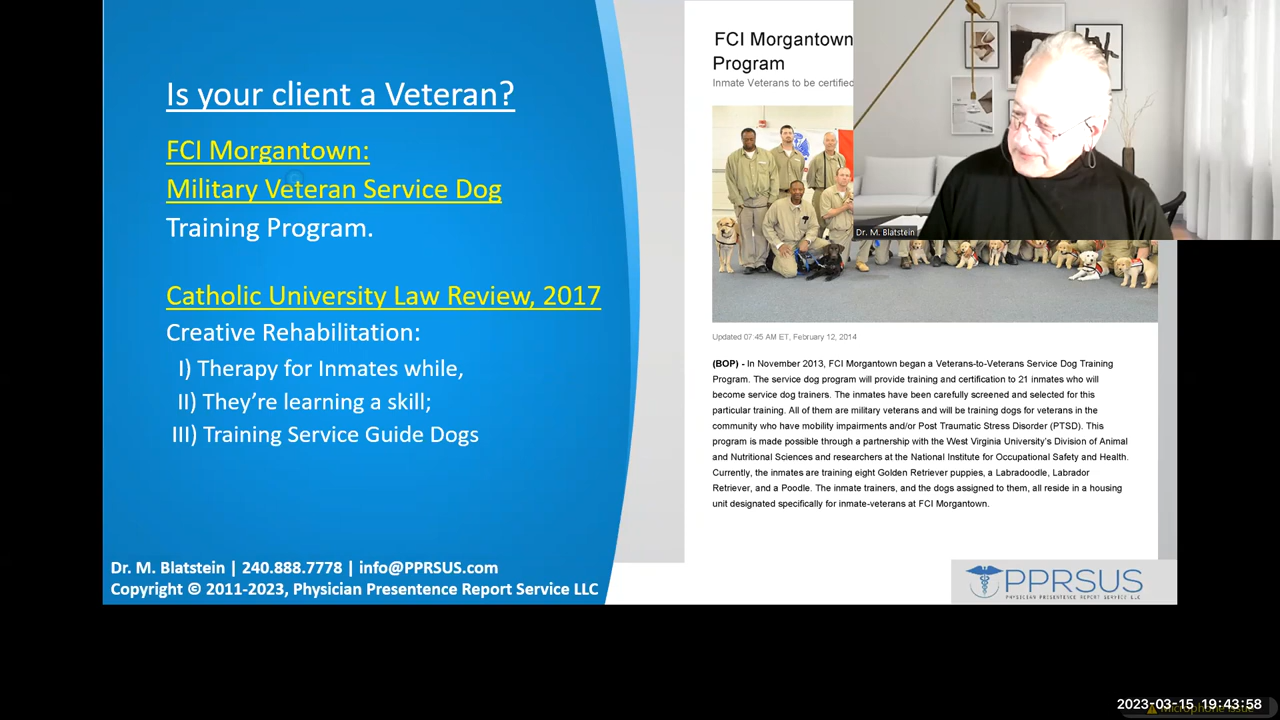 Is your client a Veteran?
FCI Morgantown:
Military Veteran Service Dog
Training Program.
Catholic University Law Review, 2017
Creative Rehabilitation:
I) Therapy for Inmates while,
II) They’re learning a skill;
III) Training Service Guide Dogs
Dr. M. Blatstein | 240.888.7778 | info@PPRSUS.com
Copyright © 2011-2023, Physician Presentence Report Service LLC
FCI Morgantown
Program
Inmate Veterans to be certified
Dr. M. Blatstein
Updated 07:45 AM ET, February 12, 2014
(BOP) - In November 2013, FCI Morgantown began a Veterans-to-Veterans Service Dog Training
Program. The service dog program will provide training and certification to 21 inmates who will
become service dog trainers. The inmates have been carefully screened and selected for this
particular training. All of them are military veterans and will be training dogs for veterans in the
community who have mobility impairments and/or Post Traumatic Stress Disorder (PTSD). This
program is made possible through a partnership with the West Virginia University's Division of Animal
and Nutritional Sciences and researchers at the National Institute for Occupational Safety and Health.
Currently, the inmates are training eight Golden Retriever puppies, a Labradoodle, Labrador
Retriever, and a Poodle. The inmate trainers, and the dogs assigned to them, all reside in a housing
unit designated specifically for inmate-veterans at FCI Morgantown.
PPRSUS
PHYSICIAN PRESENTENCE REPORT SERVICE LLC
2023-03-15 19:43:58
Microphone issue